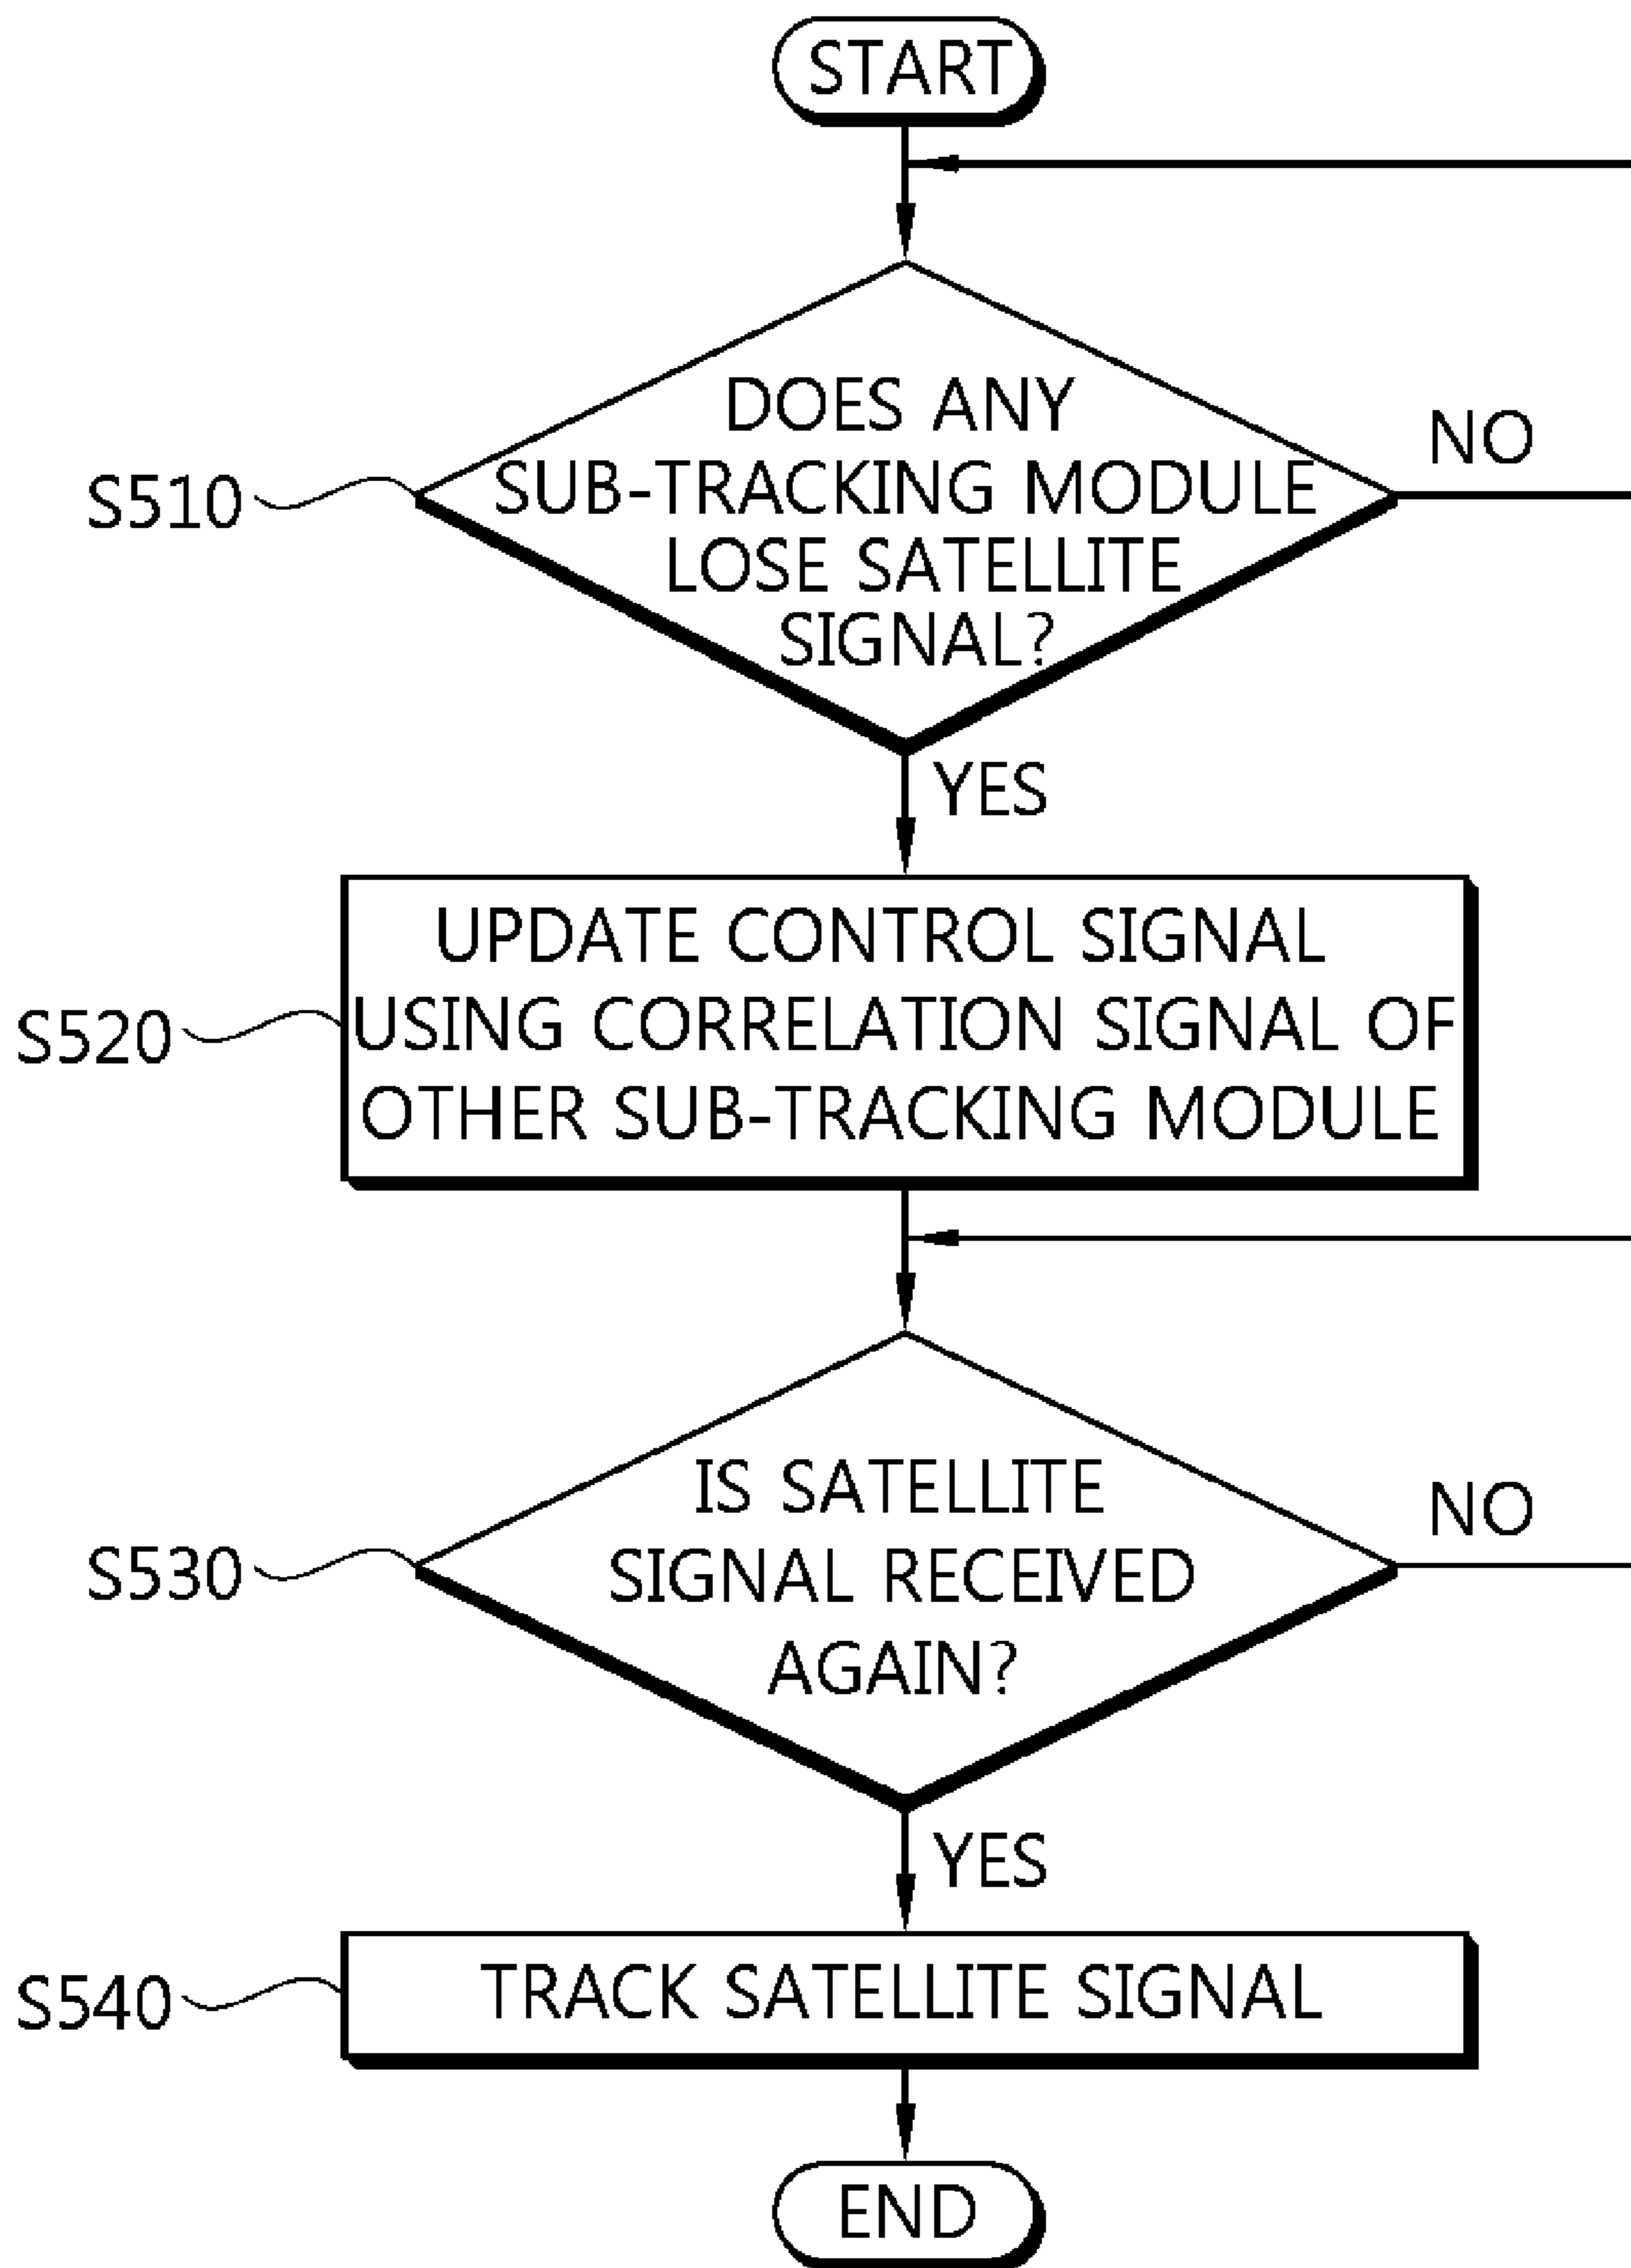 START
DOES ANY
SUB-TRACKING MODULE
LOSE SATELLITE
SIGNAL?
NO
S510
YES
UPDATE CONTROL SIGNAL
USING CORRELATION SIGNAL OF
OTHER SUB-TRACKING MODULE
S520
IS SATELLITE
SIGNAL RECEIVED
AGAIN?
NO
S530
YES
TRACK SATELLITE SIGNAL
S540
END